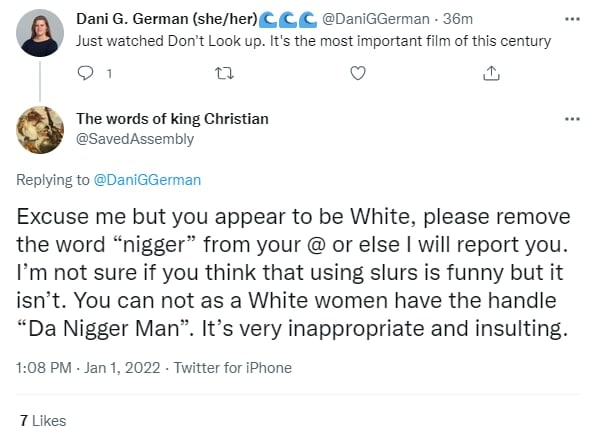 Dani G. German (she/her)🌊🌊🌊 @DaniGGerman · 36m
Just watched Don't Look up. It's the most important film of this century
1
The words of king Christian
@SavedAssembly
Replying to @DaniGGerman
Excuse me but you appear to be White, please remove
the word “nigger” from your @ or else I will report you.
I’m not sure if you think that using slurs is funny but it
isn’t. You can not as a White women have the handle
“Da Nigger Man”. It’s very inappropriate and insulting.
1:08 PM · Jan 1, 2022 · Twitter for iPhone
7 Likes